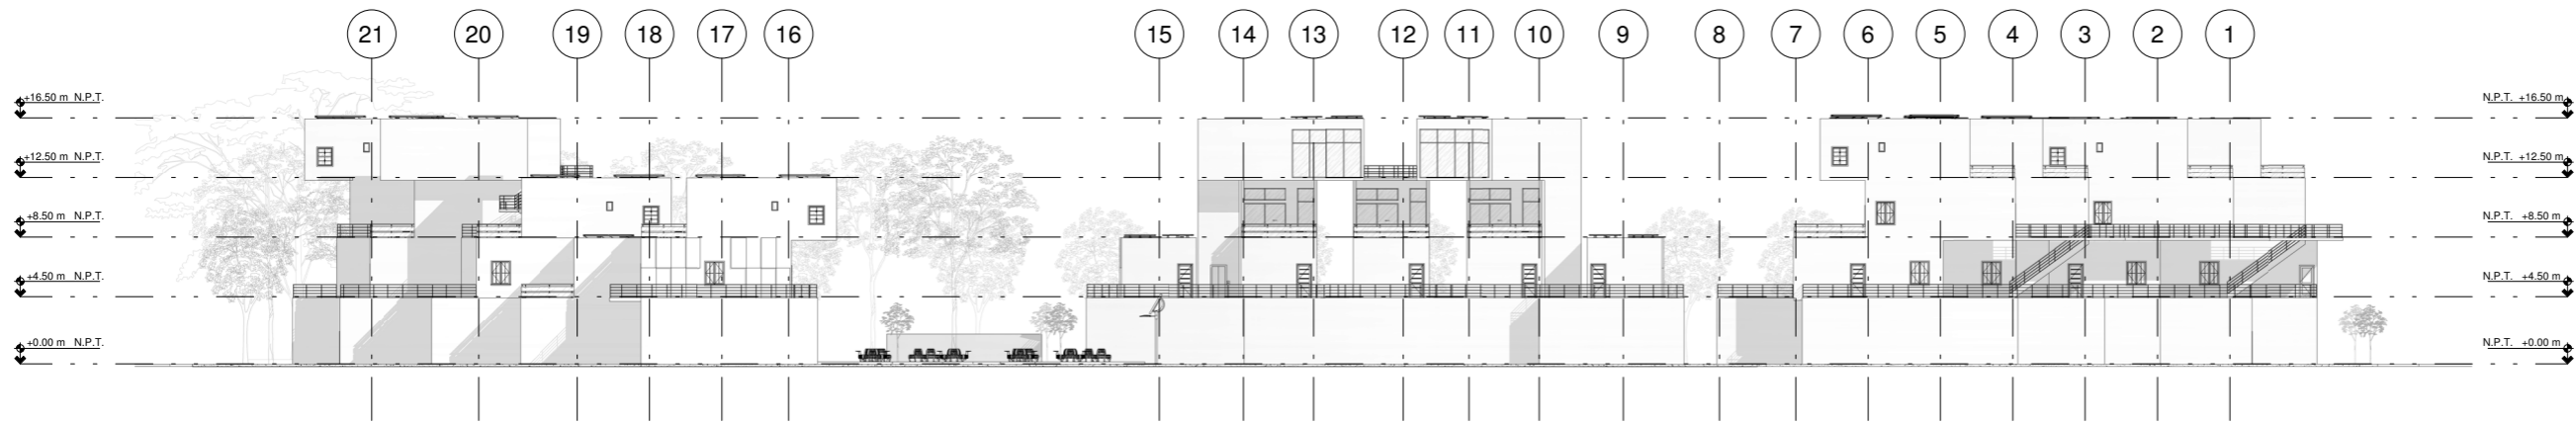 21 20 19 18 17 16 15 14 13 12 11 10 9 8 7 6 5 4 3 2 1
+16.50 m N.P.T. N.P.T. +16.50 m
+12.50 m N.P.T. N.P.T. +12.50 m
+8.50 m N.P.T. N.P.T. +8.50 m
+4.50 m N.P.T. N.P.T. +4.50 m
+0.00 m N.P.T. N.P.T. +0.00 m